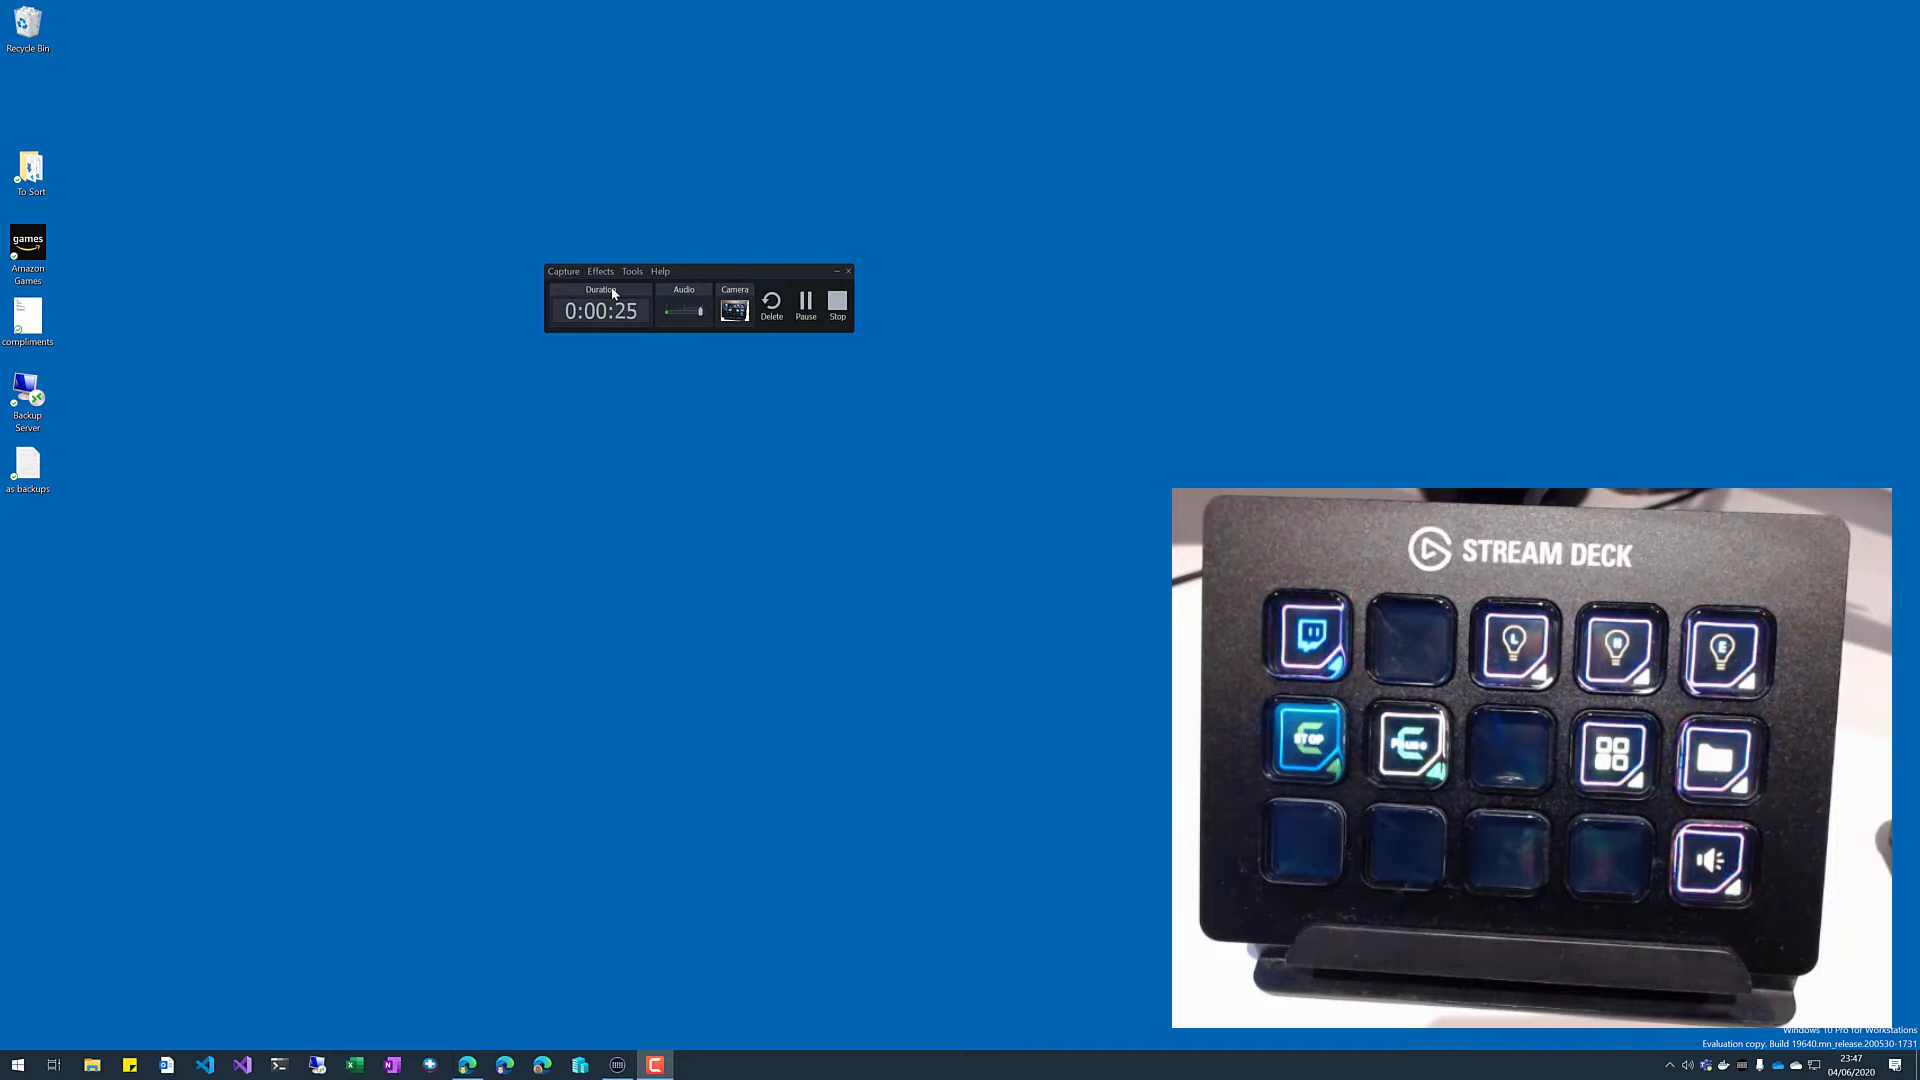 Recycle Bin
To Sort
games
Amazon
Games
compliments
Backup
Server
as backups
Capture Effects Tools Help
Duration Audio Camera
0:00:25
Delete Pause Stop
STREAM DECK
L H E
STOP
Windows 10 Pro for Workstations
Evaluation copy. Build 19640.mn_release.200530-1731
23:47
04/06/2020